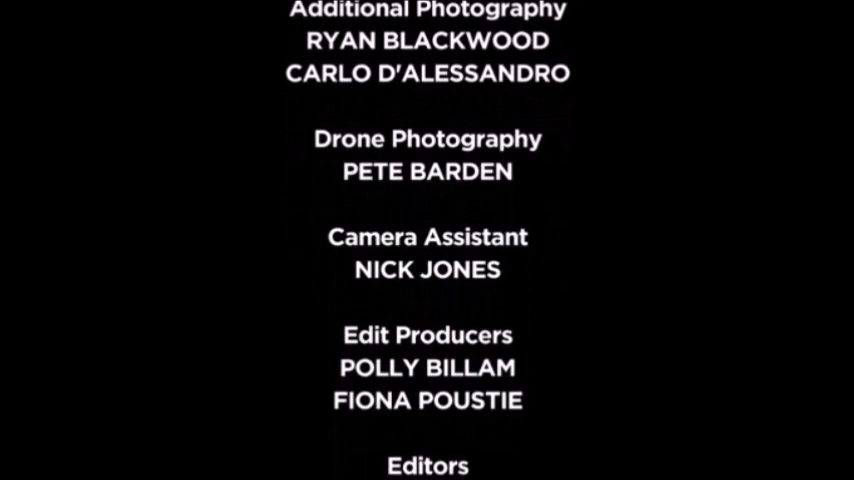 Additional Photography
RYAN BLACKWOOD
CARLO D'ALESSANDRO
Drone Photography
PETE BARDEN
Camera Assistant
NICK JONES
Edit Producers
POLLY BILLAM
FIONA POUSTIE
Editors